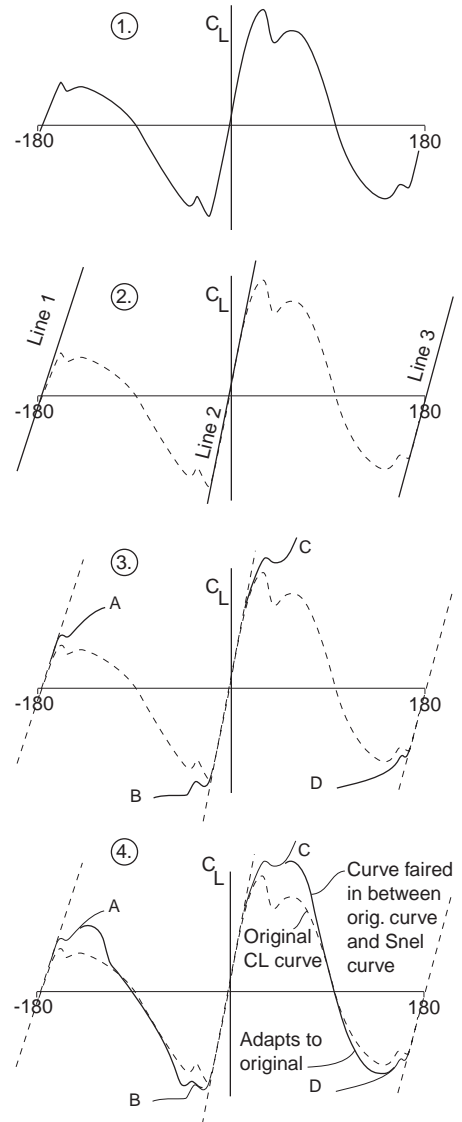 1.
CL
-180
180
2.
CL
Line 1
Line 2
Line 3
-180
180
3.
C
A
CL
-180
180
B
D
4.
C
A
CL
Curve faired
in between
orig. curve
and Snel
curve
Original
CL curve
-180
180
Adapts to
original
B
D